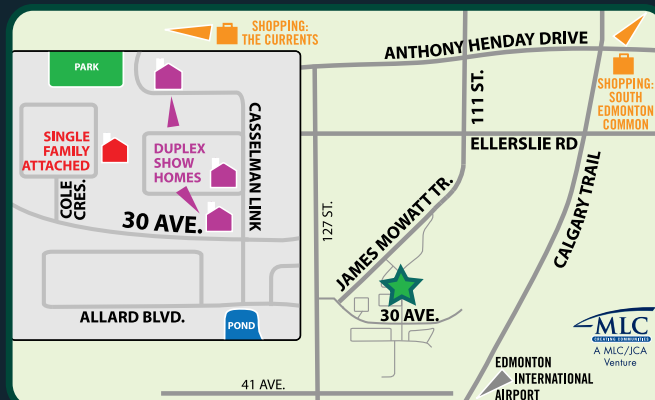 SHOPPING:
THE CURRENTS
ANTHONY HENDAY DRIVE
SHOPPING:
SOUTH
EDMONTON
COMMON
PARK
111 ST.
ELLERSLIE RD
SINGLE
FAMILY
ATTACHED
DUPLEX
SHOW
HOMES
CASSELMAN LINK
COLE
CRES.
30 AVE.
127 ST.
JAMES MOWATT TR.
CALGARY TRAIL
30 AVE.
ALLARD BLVD.
POND
MLC
CREATING COMMUNITIES
A MLC/JCA
Venture
EDMONTON
INTERNATIONAL
AIRPORT
41 AVE.